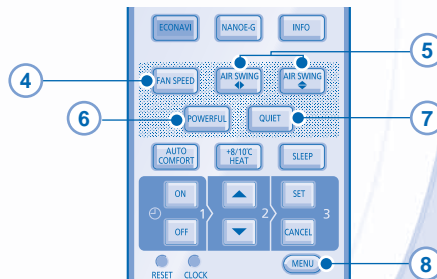 ECONAVI NANOE-G INFO
5
4 FAN SPEED AIR SWING AIR SWING
6 POWERFUL QUIET 7
AUTO COMFORT +8/10℃ HEAT SLEEP
ON SET
1 2 3
OFF CANCEL
RESET CLOCK MENU 8